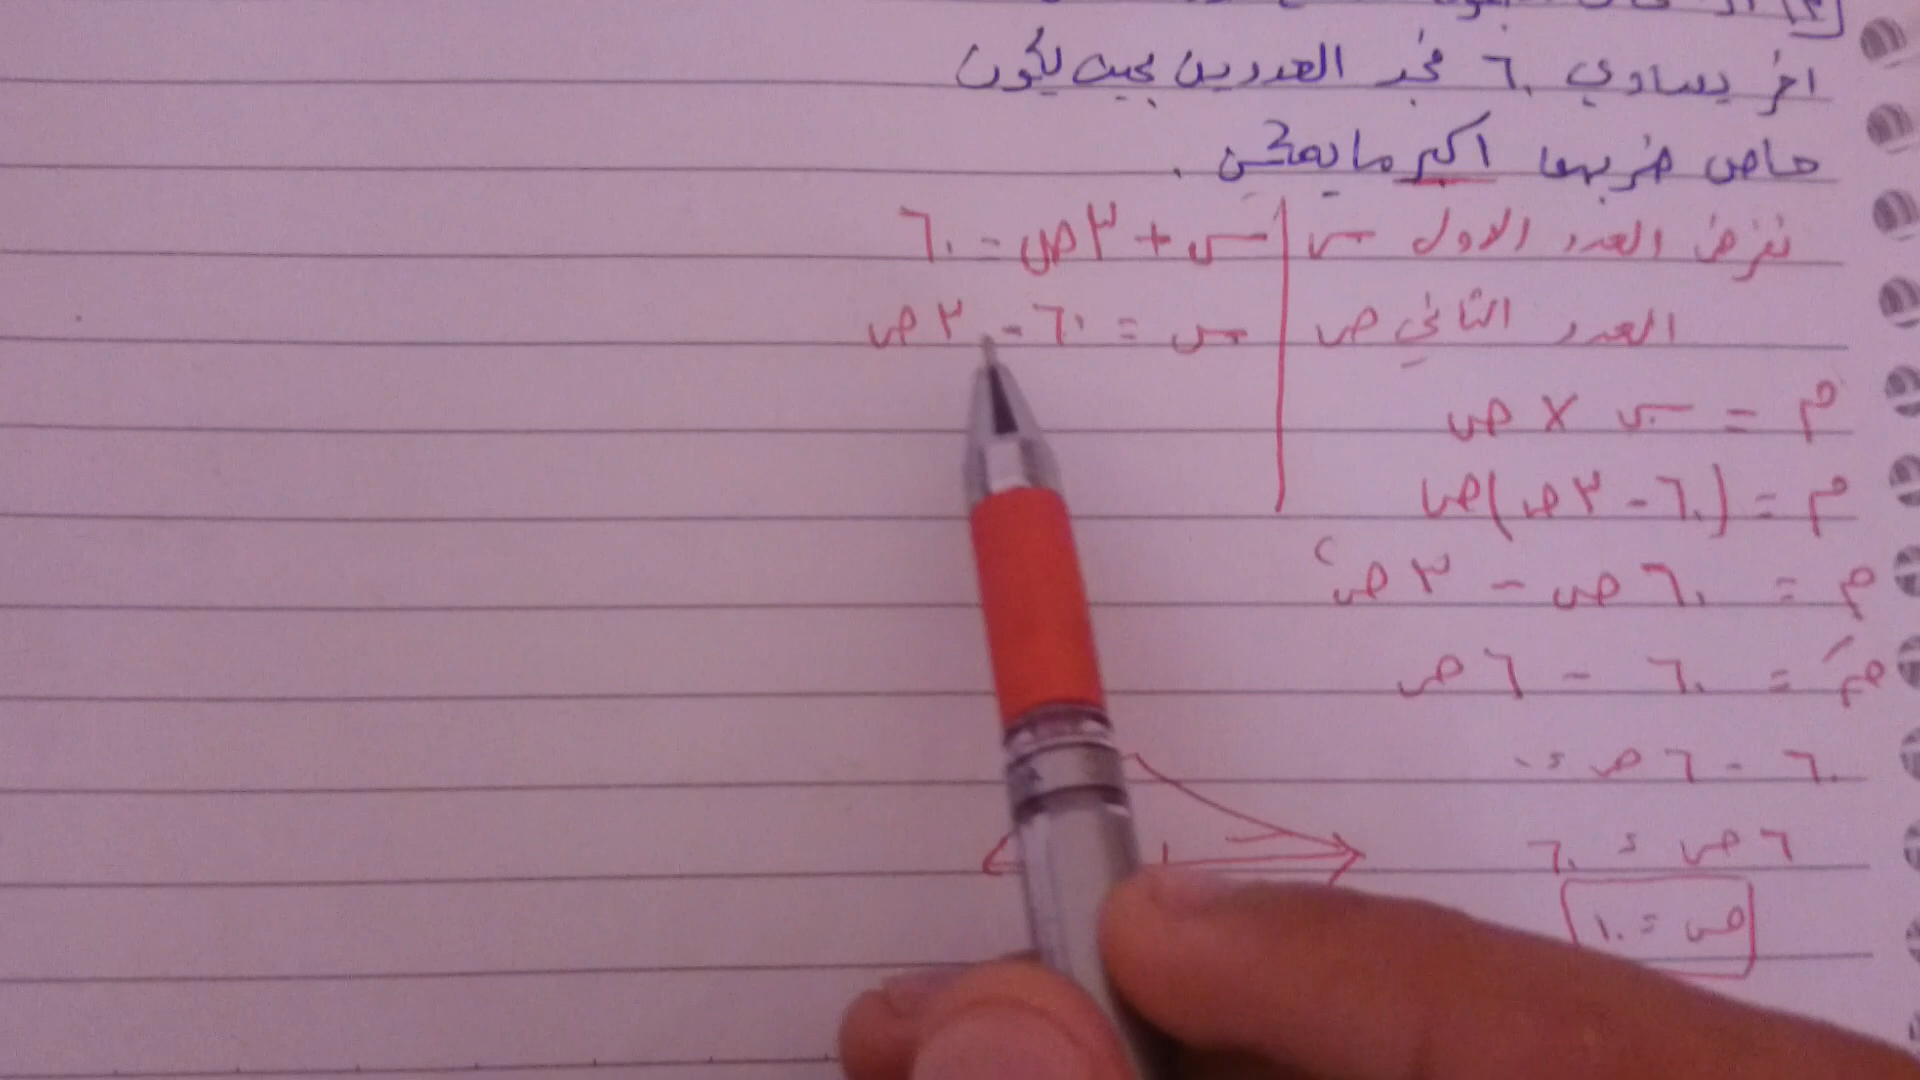 اخر يساوي ٦٠ فجد العددين بحيث يكون
حاصل ضربهما اكبر ما يمكن .
نفرض العدد الاول س
العدد الثاني ص
س + ٣ص = ٦٠
س = ٦٠ - ٣ص
م = س × ص
م = (٦٠ - ٣ص) ص
م = ٦٠ص - ٣ص²
مَ = ٦٠ - ٦ص
٦٠ - ٦ص = ٠
٦ص = ٦٠
ص = ١٠